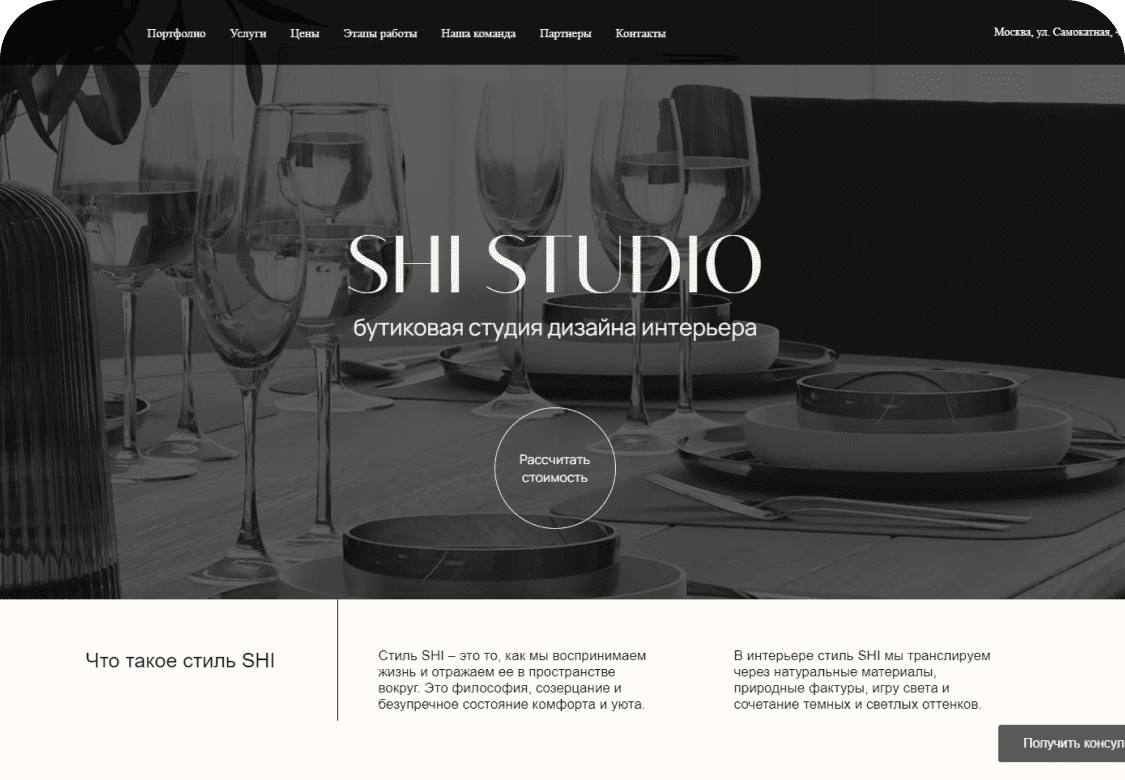 Портфолио Услуги Цены Этапы работы Наша команда Партнеры Контакты
Москва, ул. Самокатная,
SHI STUDIO
бутиковая студия дизайна интерьера
Рассчитать
стоимость
Что такое стиль SHI
Стиль SHI – это то, как мы воспринимаем
жизнь и отражаем ее в пространстве
вокруг. Это философия, созерцание и
безупречное состояние комфорта и уюта.
В интерьере стиль SHI мы транслируем
через натуральные материалы,
природные фактуры, игру света и
сочетание темных и светлых оттенков.
Получить